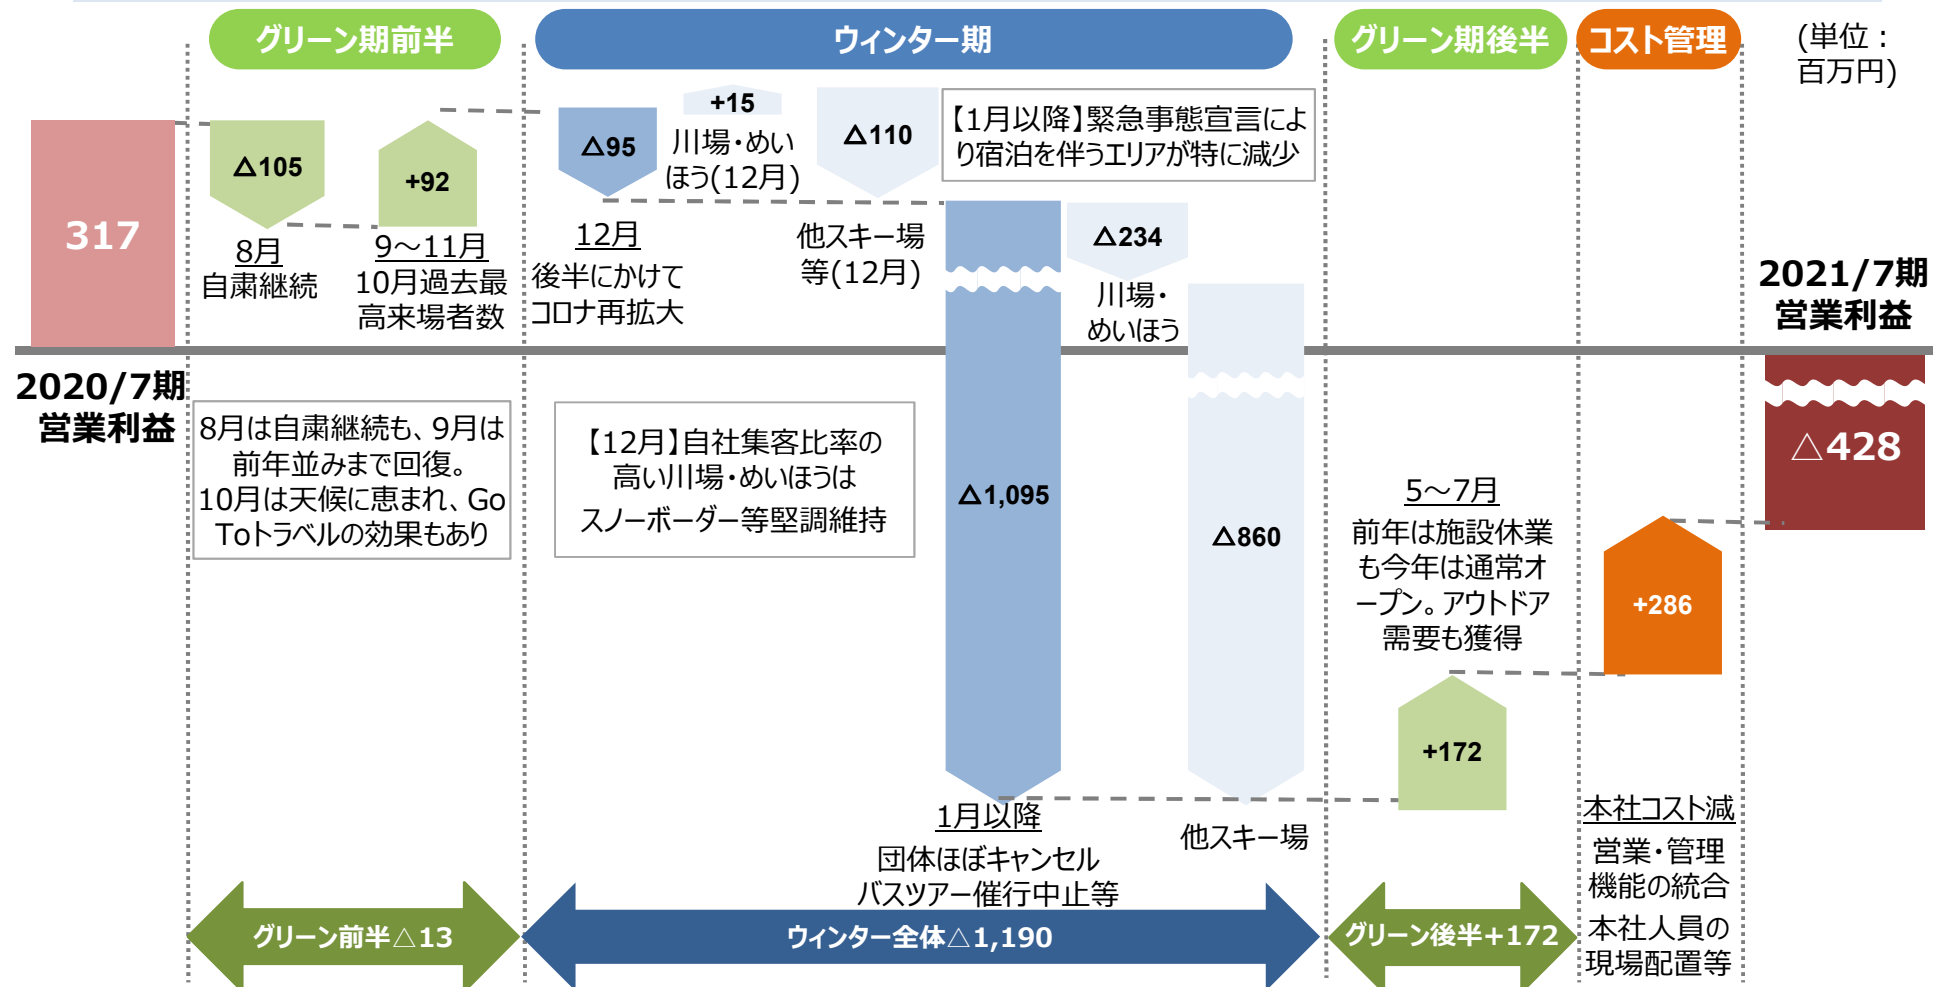 グリーン期前半
ウィンター期
グリーン期後半
コスト管理
(単位：
百万円)
317
2020/7期
営業利益
△105
8月
自粛継続
+92
9～11月
10月過去最
高来場者数
8月は自粛継続も、9月は
前年並みまで回復。
10月は天候に恵まれ、Go
Toトラベルの効果もあり
△95
12月
後半にかけて
コロナ再拡大
+15
川場・めい
ほう(12月)
△110
他スキー場
等(12月)
【1月以降】緊急事態宣言によ
り宿泊を伴うエリアが特に減少
【12月】自社集客比率の
高い川場・めいほうは
スノーボーダー等堅調維持
△1,095
1月以降
団体ほぼキャンセル
バスツアー催行中止等
△234
川場・
めいほう
△860
他スキー場
5～7月
前年は施設休業
も今年は通常オ
ープン。アウトドア
需要も獲得
+172
+286
本社コスト減
営業・管理
機能の統合
本社人員の
現場配置等
2021/7期
営業利益
△428
グリーン前半△13
ウィンター全体△1,190
グリーン後半+172